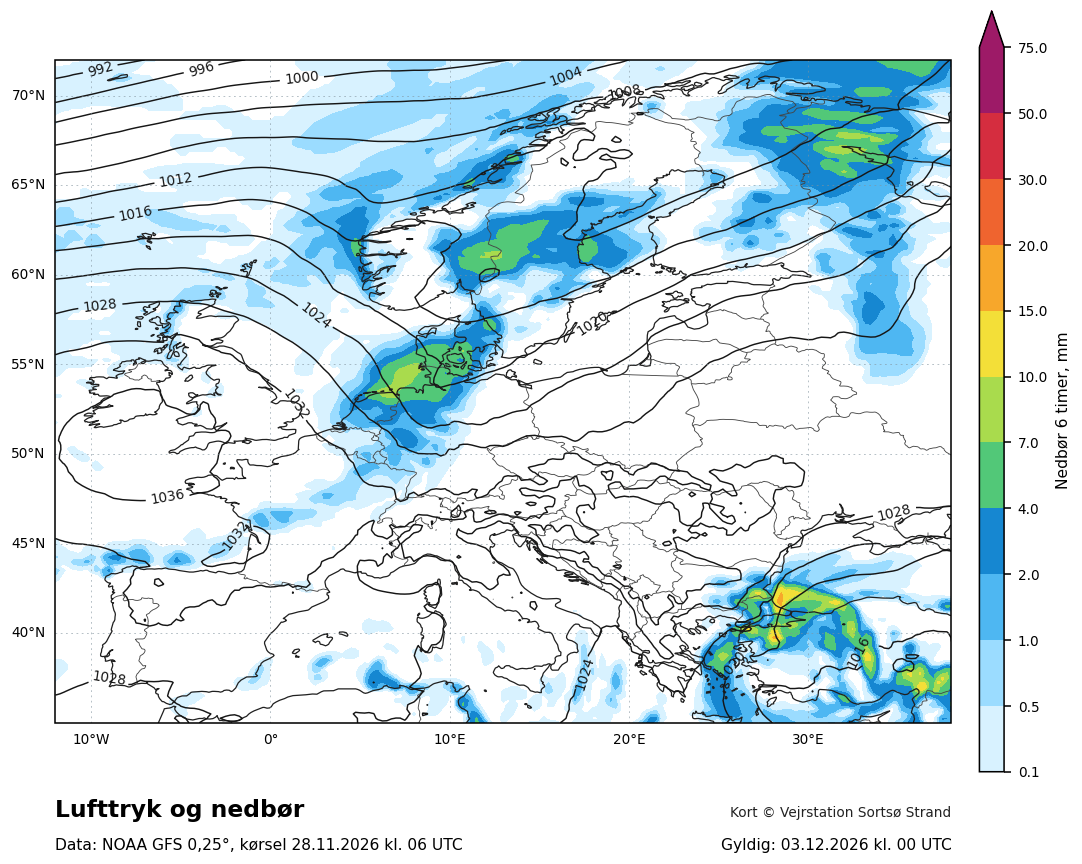 992
996
1000
1004
1008
1012
1016
1028
1024
1020
1032
1036
1032
1028
1028
1024
1016
70°N
65°N
60°N
55°N
50°N
45°N
40°N
10°W
0°
10°E
20°E
30°E
75.0
50.0
30.0
20.0
15.0
10.0
7.0
4.0
2.0
1.0
0.5
0.1
Nedbør 6 timer, mm
Lufttryk og nedbør
Kort © Vejrstation Sortsø Strand
Data: NOAA GFS 0,25°, kørsel 28.11.2026 kl. 06 UTC
Gyldig: 03.12.2026 kl. 00 UTC